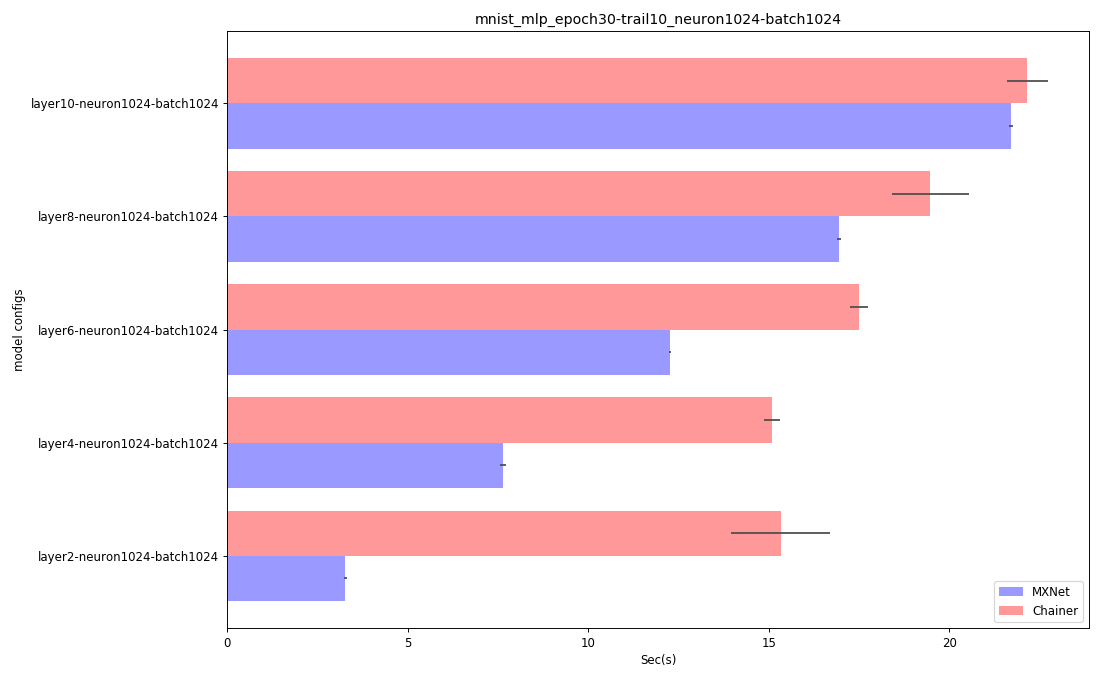 mnist_mlp_epoch30-trail10_neuron1024-batch1024
layer10-neuron1024-batch1024
layer8-neuron1024-batch1024
layer6-neuron1024-batch1024
layer4-neuron1024-batch1024
layer2-neuron1024-batch1024
model configs
MXNet
Chainer
0 5 10 15 20
Sec(s)